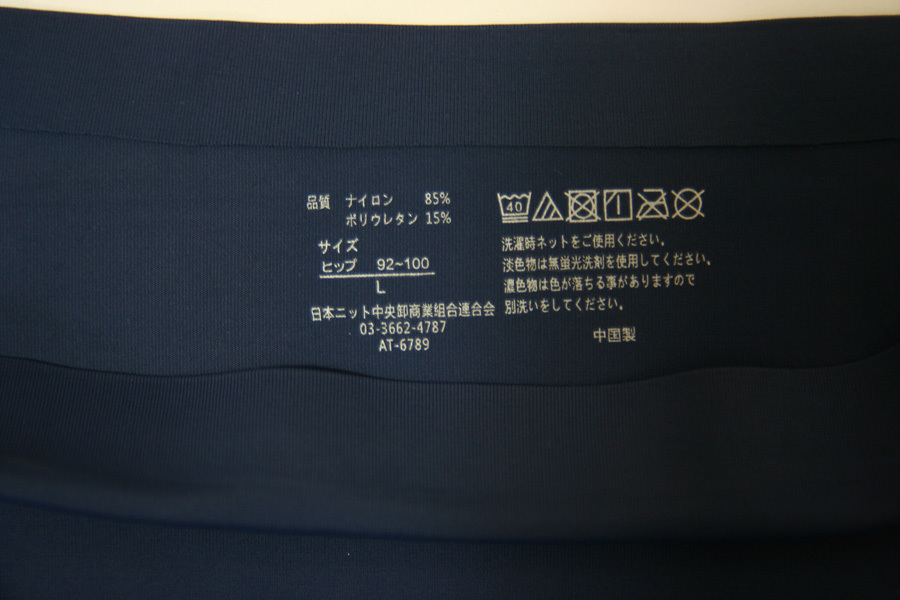 品質 ナイロン 85%
ポリウレタン 15%
サイズ
ヒップ 92~100
L
日本ニット中央卸商業組合連合会
03-3662-4787
AT-6789
40
洗濯時ネットをご使用ください。
淡色物は無蛍光洗剤を使用してください。
濃色物は色が落ちる事がありますので
別洗いをしてください。
中国製